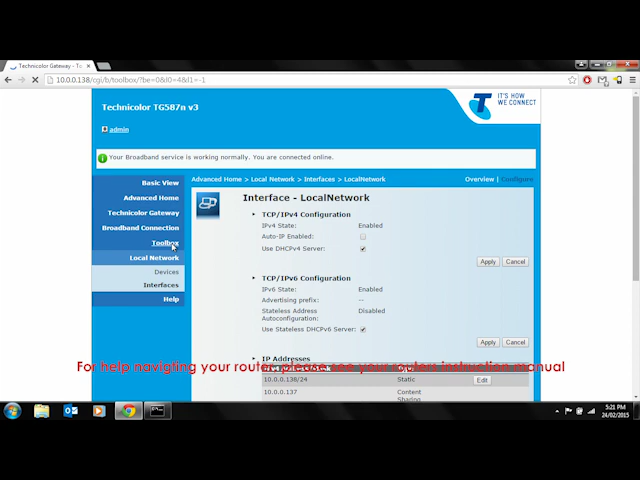 Technicolor Gateway - To
10.0.0.138/cgi/b/toolbox/?be=0&l0=4&l1=-1
Technicolor TG587n v3
IT'S HOW
WE CONNECT
admin
Your Broadband service is working normally. You are connected online.
Basic View
Advanced Home
Technicolor Gateway
Broadband Connection
Toolbox
Local Network
Devices
Interfaces
Help
Advanced Home > Local Network > Interfaces > LocalNetwork
Overview | Configure
Interface - LocalNetwork
TCP/IPv4 Configuration
IPv4 State: Enabled
Auto-IP Enabled:
Use DHCPv4 Server:
Apply Cancel
TCP/IPv6 Configuration
IPv6 State: Enabled
Advertising prefix: ---
Stateless Address Disabled
Autoconfiguration:
Use Stateless DHCPv6 Server:
Apply Cancel
IP Addresses
For help navigting your router please see your routers instruction manual
10.0.0.138/24 Static Edit
10.0.0.137 Content
Sharing
5:21 PM
24/02/2015